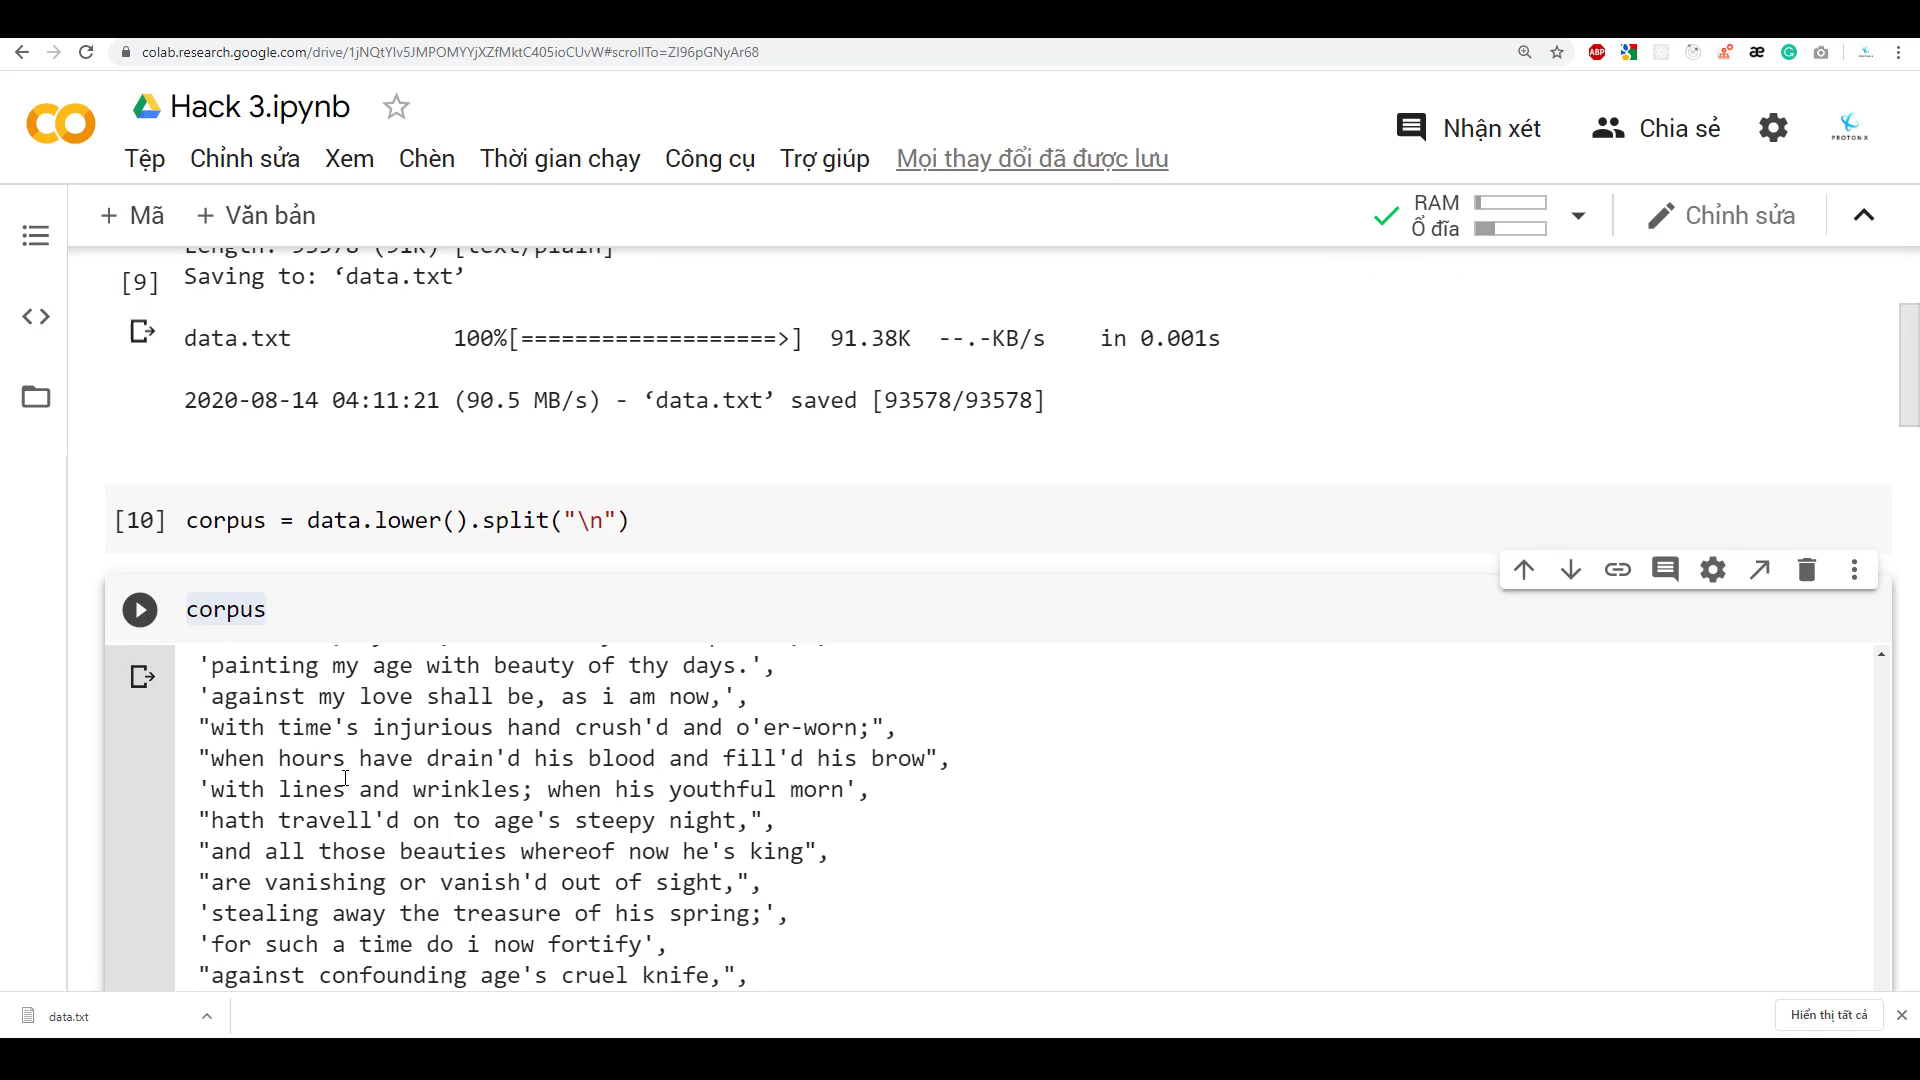 colab.research.google.com/drive/1jNQtYlv5JMPOMYYjXZfMktC405ioCUvW#scrollTo=ZI96pGNyAr68
ABP
æ
Hack 3.ipynb
Nhận xét
Chia sẻ
PROTON X
Tệp Chỉnh sửa Xem Chèn Thời gian chạy Công cụ Trợ giúp Mọi thay đổi đã được lưu
+ Mã + Văn bản
RAM
Ổ đĩa
Chỉnh sửa
Length: 93578 (91K) [text/plain]
[9] Saving to: ‘data.txt’
data.txt 100%[===================>] 91.38K --.-KB/s in 0.001s
2020-08-14 04:11:21 (90.5 MB/s) - ‘data.txt’ saved [93578/93578]
[10] corpus = data.lower().split("\n")
corpus
'painting my age with beauty of thy days.',
'against my love shall be, as i am now,',
"with time's injurious hand crush'd and o'er-worn;",
"when hours have drain'd his blood and fill'd his brow",
'with lines and wrinkles; when his youthful morn',
"hath travell'd on to age's steepy night,",
"and all those beauties whereof now he's king",
"are vanishing or vanish'd out of sight,",
'stealing away the treasure of his spring;',
'for such a time do i now fortify',
"against confounding age's cruel knife,",
data.txt
Hiển thị tất cả